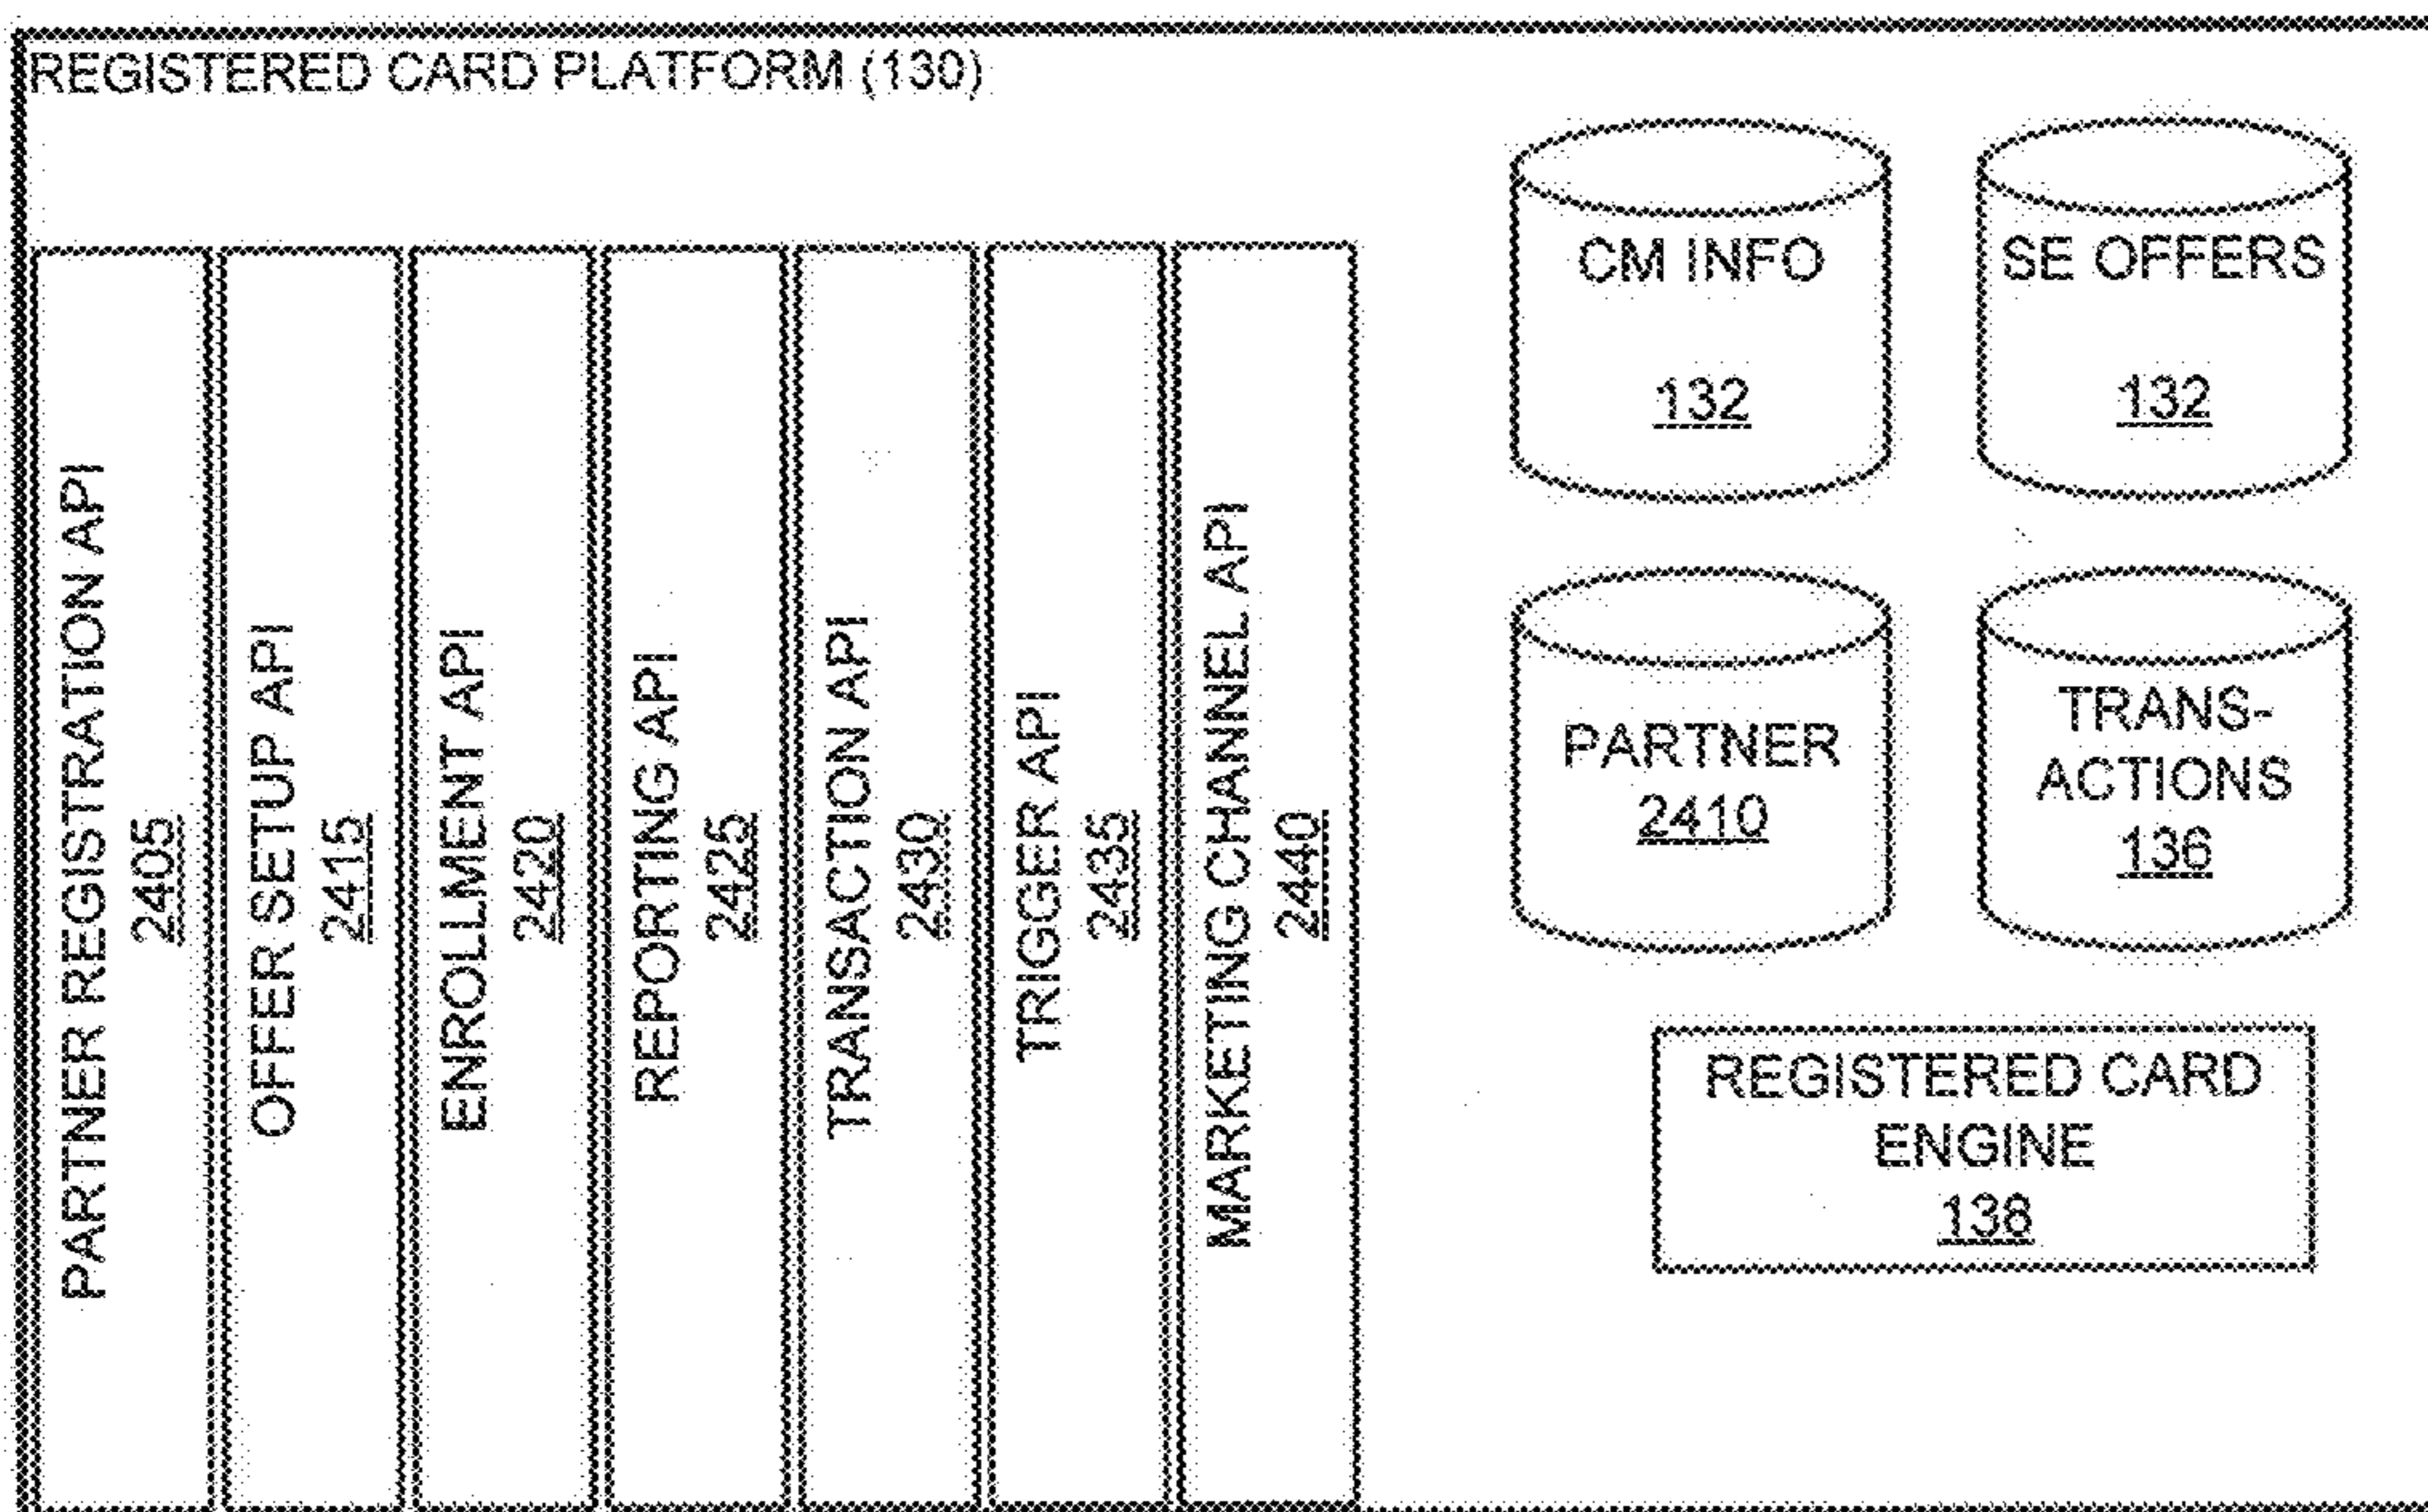 REGISTERED CARD PLATFORM (130)
PARTNER REGISTRATION API
2405
OFFER SETUP API
2415
ENROLLMENT API
2420
REPORTING API
2425
TRANSACTION API
2430
TRIGGER API
2435
MARKETING CHANNEL API
2440
CM INFO
132
SE OFFERS
132
PARTNER
2410
TRANS-
ACTIONS
136
REGISTERED CARD
ENGINE
138